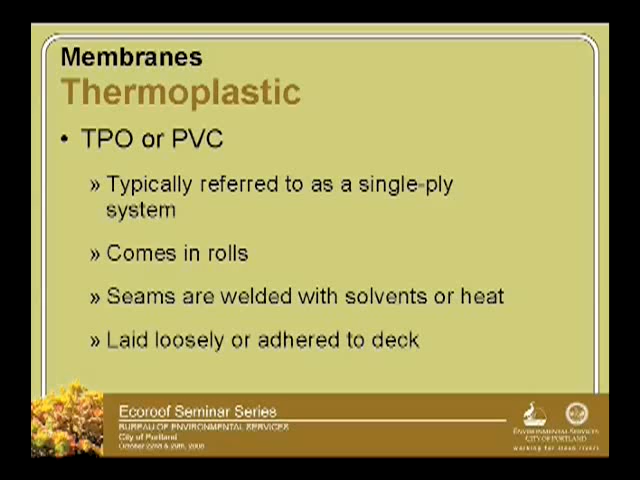 Membranes
Thermoplastic
• TPO or PVC
» Typically referred to as a single-ply
system
» Comes in rolls
» Seams are welded with solvents or heat
» Laid loosely or adhered to deck
Ecoroof Seminar Series
BUREAU OF ENVIRONMENTAL SERVICES
City of Portland
ENVIRONMENTAL SERVICES
CITY OF PORTLAND
working for clean rivers